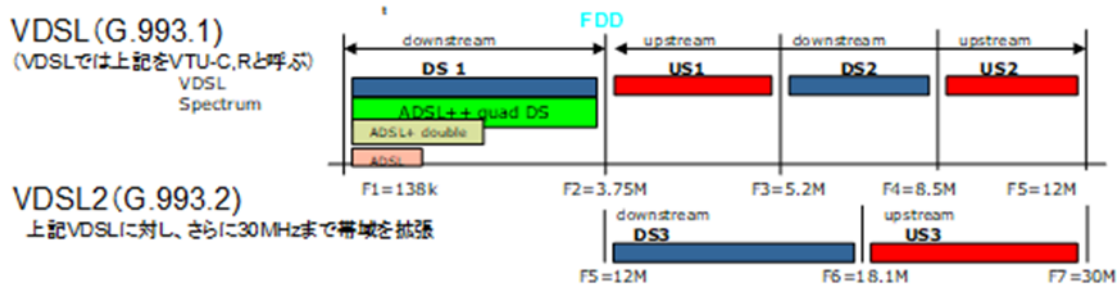 FDD
VDSL(G.993.1)
(VDSLでは上記をVTU-C,Rと呼ぶ)
VDSL
Spectrum
downstream
upstream
downstream
upstream
DS 1
US1
DS2
US2
ADSL++ quad DS
ADSL+ double
ADSL
F1=138k
F2=3.75M
F3=5.2M
F4=8.5M
F5=12M
VDSL2(G.993.2)
上記VDSLに対し、さらに30MHzまで帯域を拡張
downstream
upstream
DS3
US3
F5=12M
F6=18.1M
F7=30M